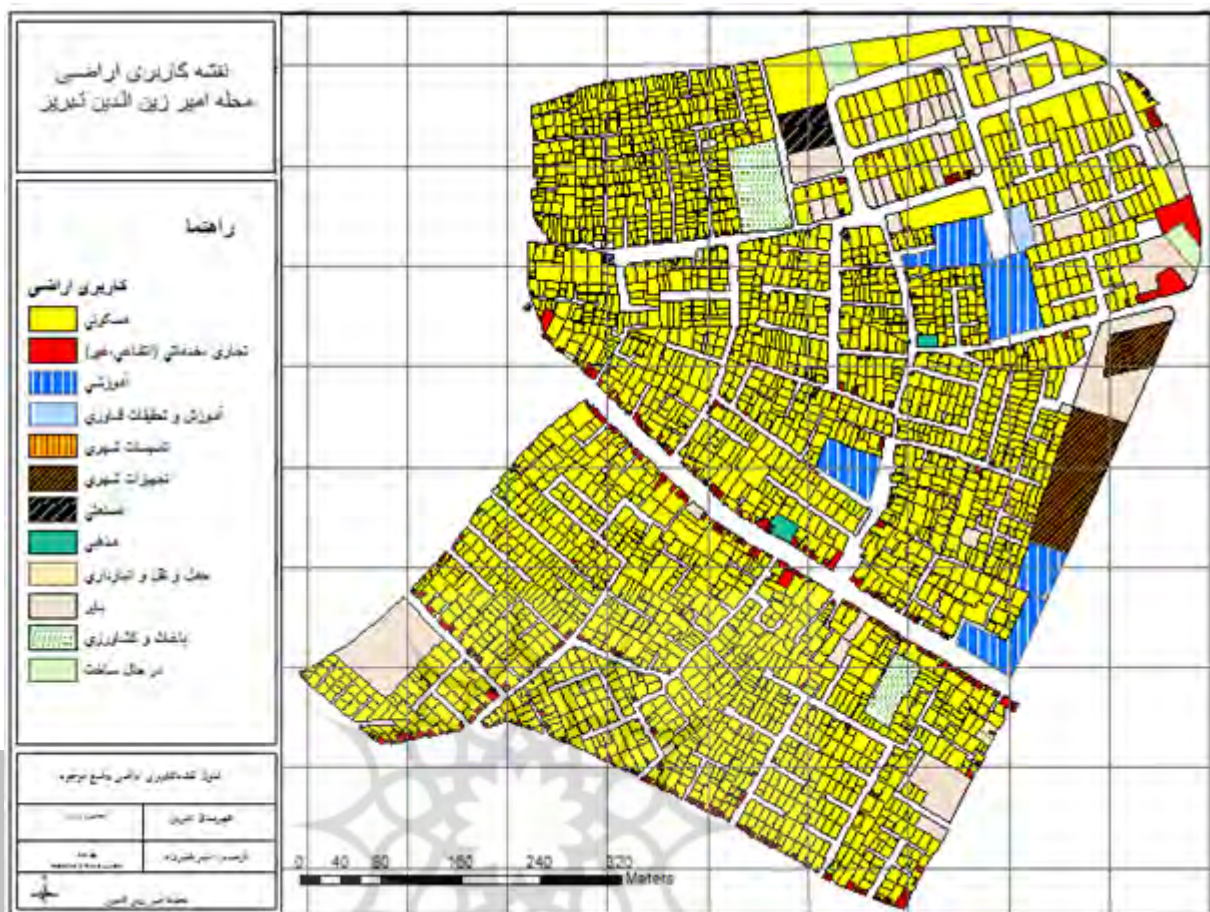 نقشه کاربری اراضی
محله امیر زین الدین تبریز
راهنما
کاربری اراضی
مسکونی
تجاری خدماتی (انتفاعی-غیر)
آموزشی
آموزش و تحقیقات فناوری
تاسیسات شهری
تجهیزات شهری
صنعتی
مذهبی
حمل و نقل و انبارداری
بایر
باغات و کشاورزی
در حال ساخت
0 40 80 160 240 320
Meters